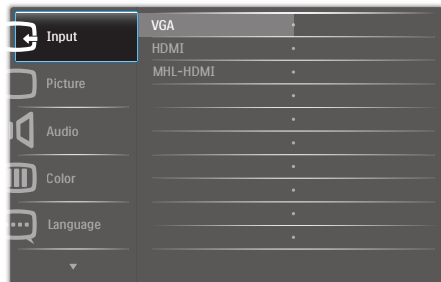 Input
VGA
HDMI
MHL-HDMI
Picture
Audio
Color
Language